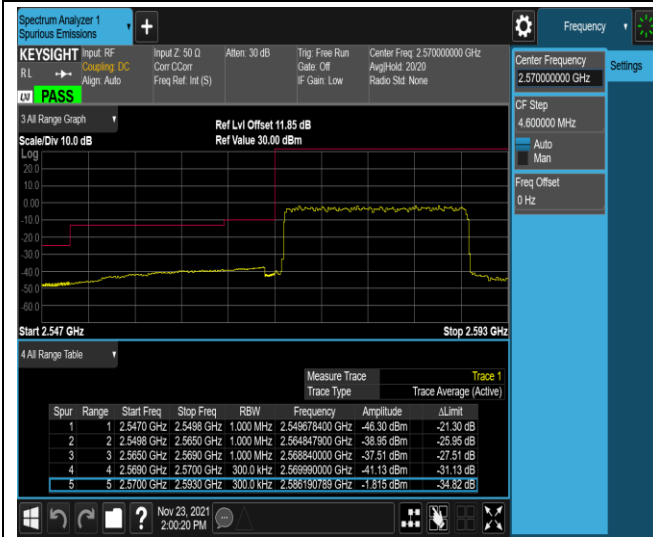 Spectrum Analyzer 1
Spurious Emissions
Frequency
KEYSIGHT Input: RF Input Z: 50 Ω Atten: 30 dB Trig: Free Run Center Freq: 2.570000000 GHz
RL Coupling: DC Corr CCorr Gate: Off Avg|Hold: 20/20
Align: Auto Freq Ref: Int (S) IF Gain: Low Radio Std: None
LXI PASS
Center Frequency
2.570000000 GHz
Settings
CF Step
4.600000 MHz
Auto
Man
Freq Offset
0 Hz
3 All Range Graph
Ref Lvl Offset 11.85 dB
Scale/Div 10.0 dB Ref Value 30.00 dBm
Log
20.0
10.0
0.00
-10.0
-20.0
-30.0
-40.0
-50.0
-60.0
Start 2.547 GHz Stop 2.593 GHz
4 All Range Table
Measure Trace Trace 1
Trace Type Trace Average (Active)
Spur Range Start Freq Stop Freq RBW Frequency Amplitude ΔLimit
1 1 2.5470 GHz 2.5498 GHz 1.000 MHz 2.549678400 GHz -46.30 dBm -21.30 dB
2 2 2.5498 GHz 2.5650 GHz 1.000 MHz 2.564847900 GHz -38.95 dBm -25.95 dB
3 3 2.5650 GHz 2.5690 GHz 1.000 MHz 2.568840000 GHz -37.51 dBm -27.51 dB
4 4 2.5690 GHz 2.5700 GHz 300.0 kHz 2.569990000 GHz -41.13 dBm -31.13 dB
5 5 2.5700 GHz 2.5930 GHz 300.0 kHz 2.586190789 GHz -1.815 dBm -34.82 dB
Nov 23, 2021
2:00:20 PM